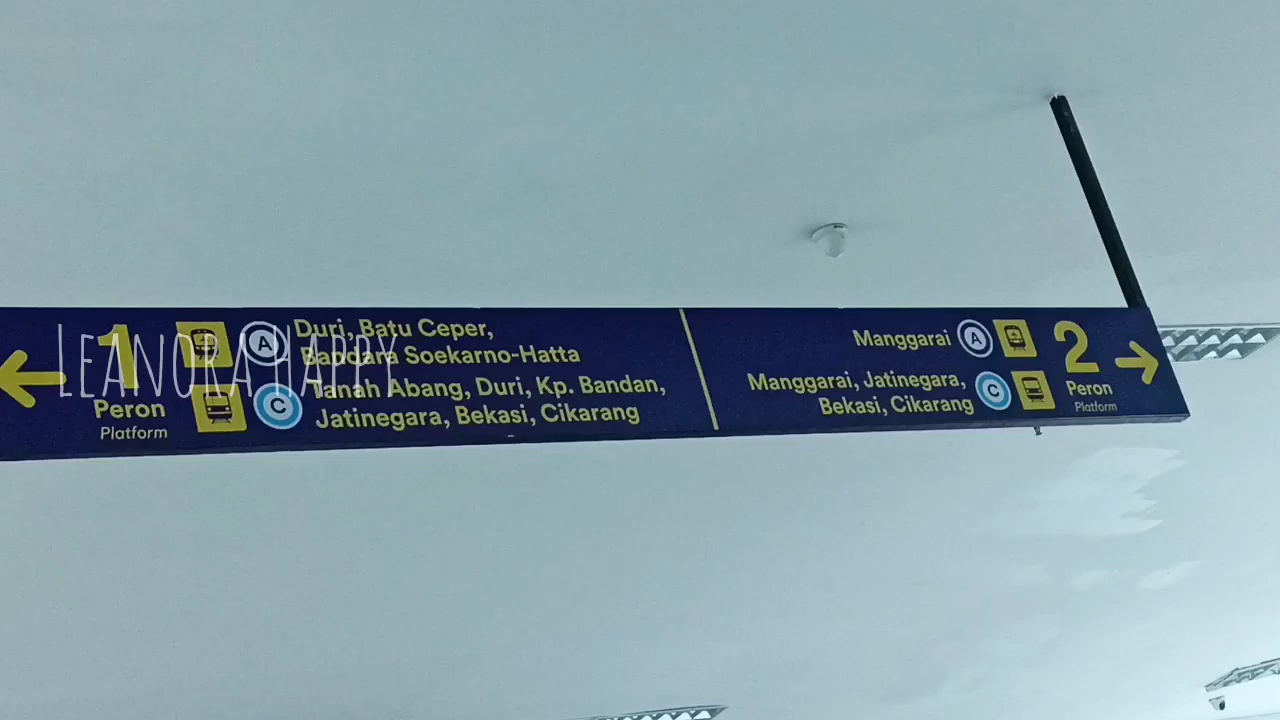 1
Peron
Platform
A
Duri, Batu Ceper,
Bandara Soekarno-Hatta
C
Tanah Abang, Duri, Kp. Bandan,
Jatinegara, Bekasi, Cikarang
Manggarai
A
Manggarai, Jatinegara,
Bekasi, Cikarang
C
2
Peron
Platform
LEANORA HAPPY